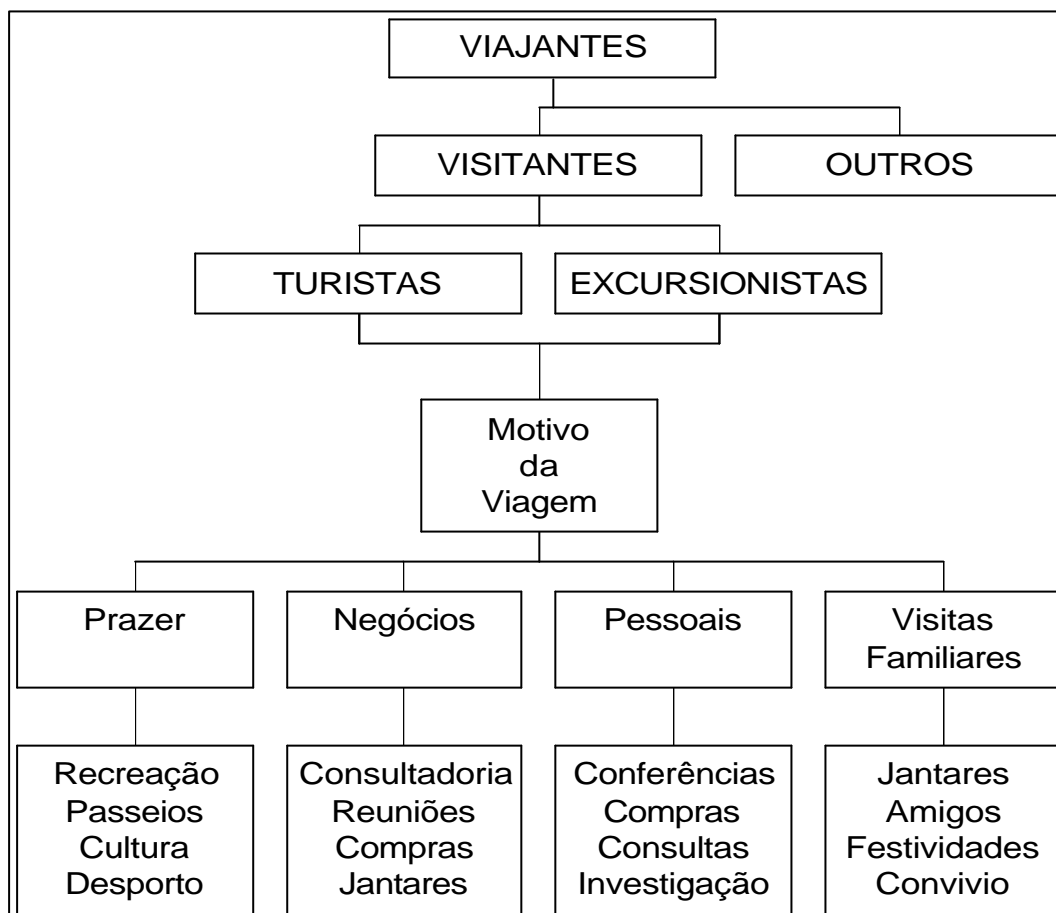 VIAJANTES
VISITANTES
OUTROS
TURISTAS
EXCURSIONISTAS
Motivo
da
Viagem
Prazer
Negócios
Pessoais
Visitas
Familiares
Recreação
Passeios
Cultura
Desporto
Consultadoria
Reuniões
Compras
Jantares
Conferências
Compras
Consultas
Investigação
Jantares
Amigos
Festividades
Convivio